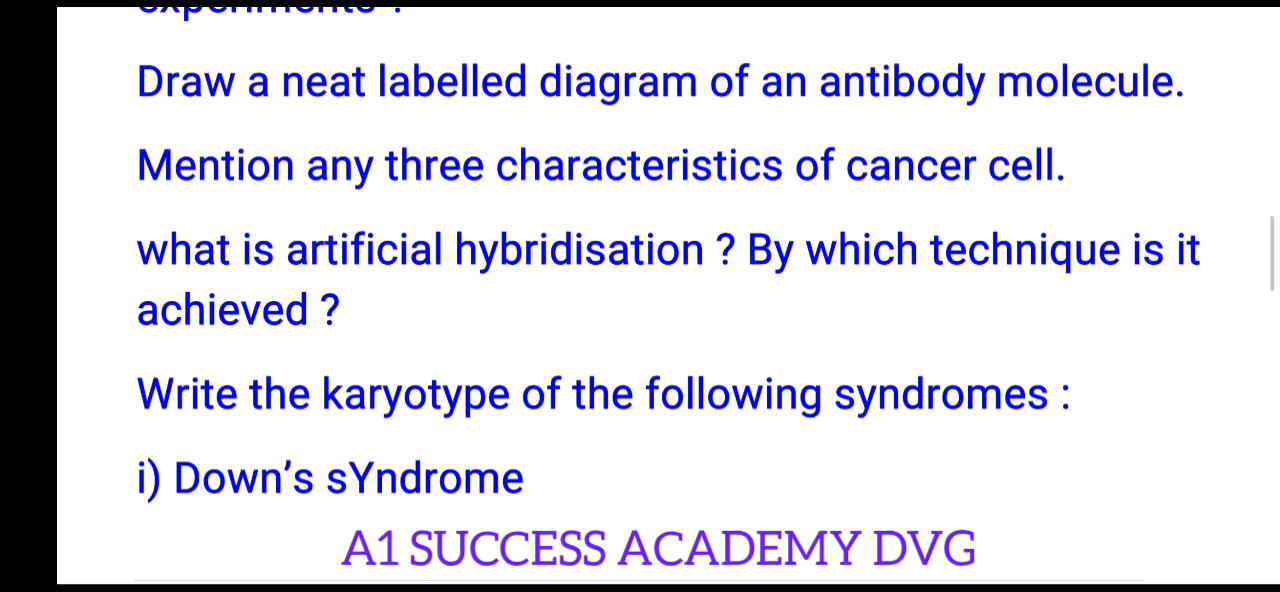 Draw a neat labelled diagram of an antibody molecule.
Mention any three characteristics of cancer cell.
what is artificial hybridisation ? By which technique is it
achieved ?
Write the karyotype of the following syndromes :
i) Down’s sYndrome
A1 SUCCESS ACADEMY DVG